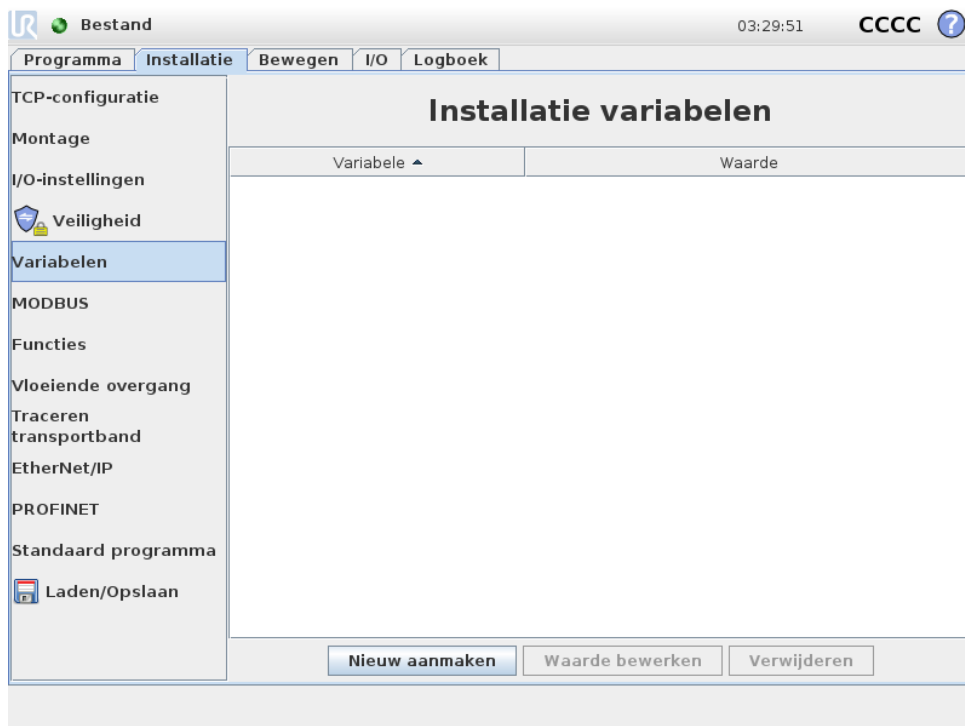 UR Bestand 03:29:51 CCCC ?
Programma Installatie Bewegen I/O Logboek
TCP-configuratie
Montage
I/O-instellingen
Veiligheid
Variabelen
MODBUS
Functies
Vloeiende overgang
Traceren
transportband
EtherNet/IP
PROFINET
Standaard programma
Laden/Opslaan
Installatie variabelen
Variabele Waarde
Nieuw aanmaken Waarde bewerken Verwijderen